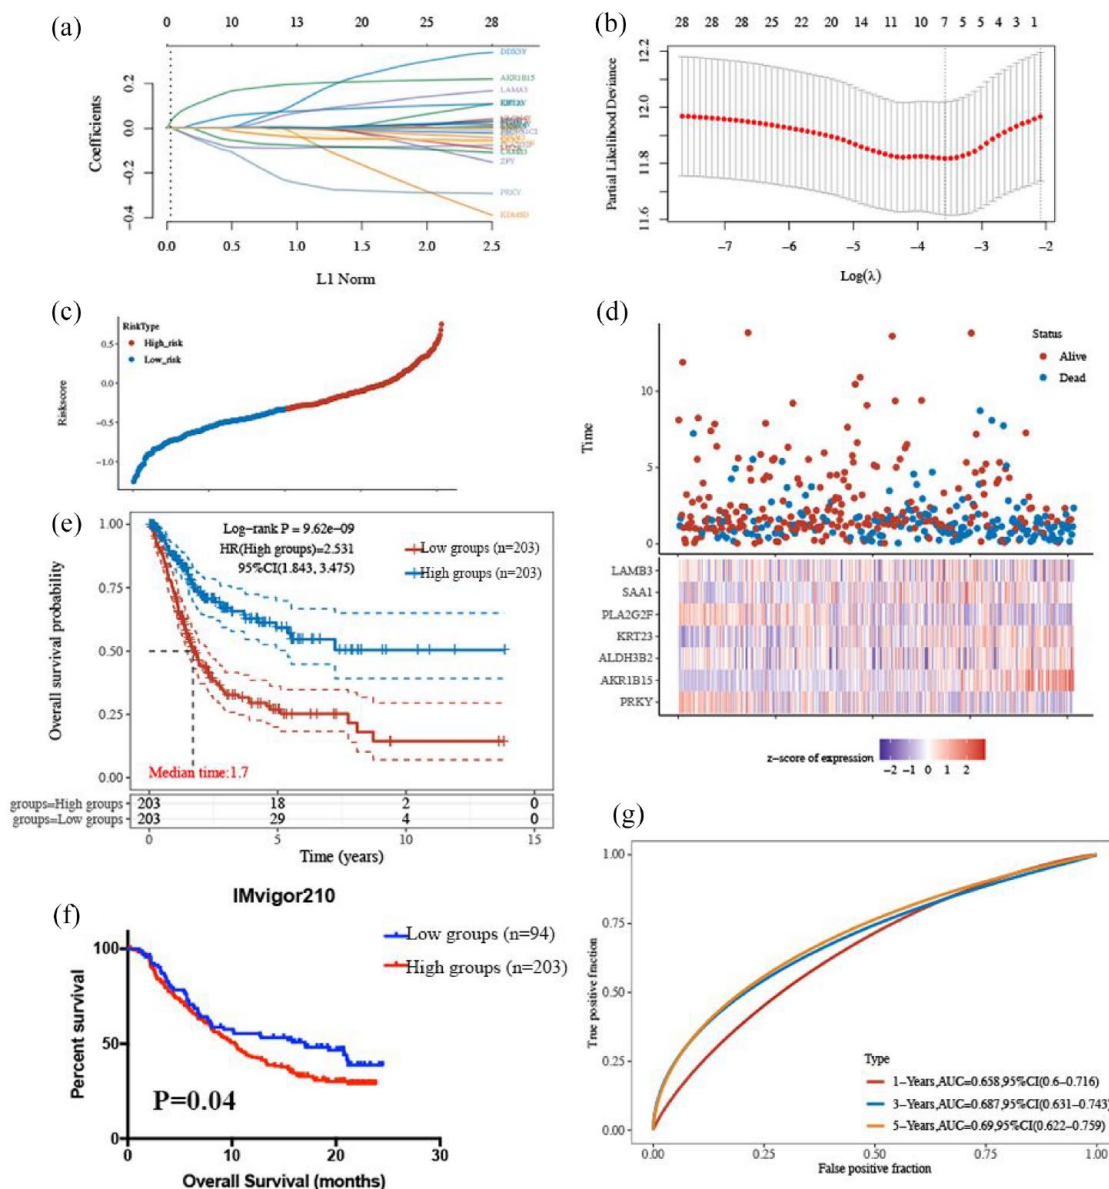 (a)
0 10 13 20 25 28
0.2
0.0
−0.2
−0.4
Coefficients
AKR1B15
LAMA3
ZFY
PRKY
0.0 0.5 1.0 1.5 2.0 2.5
L1 Norm
(b)
28 28 28 25 22 20 14 10 7 5 5 4 3 1
12.2
12.0
11.8
11.6
Partial Likelihood Deviance
−7 −6 −5 −4 −3 −2
Log(λ)
(c)
RiskType
High_risk
Low_risk
0.5
0.0
−0.5
−1.0
Riskscore
(d)
Status
Alive
Dead
10
5
0
Time
LAMB3
SAA1
PLA2G2F
KRT23
ALDH3B2
AKR1B15
PRKY
z−score of expression
−2 −1 0 1 2
(e)
Log−rank P = 9.62e−09
HR(High groups)=2.531
95%CI(1.843, 3.475)
Low groups (n=203)
High groups (n=203)
1.00
0.75
0.50
0.25
0.00
Overall survival probability
Median time:1.7
groups=High groups 203 18 2 0
groups=Low groups 203 29 4 0
0 5 10 15
Time (years)
(f)
IMvigor210
Low groups (n=94)
High groups (n=203)
100
50
0
Percent survival
P=0.04
0 10 20 30
Overall Survival (months)
(g)
1.00
0.75
0.50
0.25
0.00
True positive fraction
Type
1−Years,AUC=0.658,95%CI(0.6−0.716)
3−Years,AUC=0.687,95%CI(0.631−0.743)
5−Years,AUC=0.69,95%CI(0.622−0.759)
0.00 0.25 0.50 0.75 1.00
False positive fraction